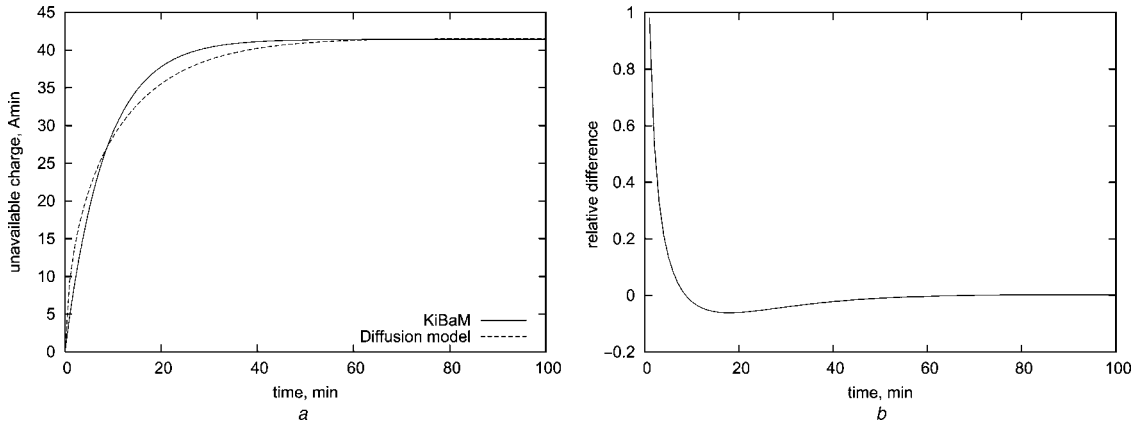 45
40
35
30
25
20
15
10
5
0
unavailable charge, Amin
KiBaM
Diffusion model
0 20 40 60 80 100
time, min
a
1
0.8
0.6
0.4
0.2
0
−0.2
relative difference
0 20 40 60 80 100
time, min
b